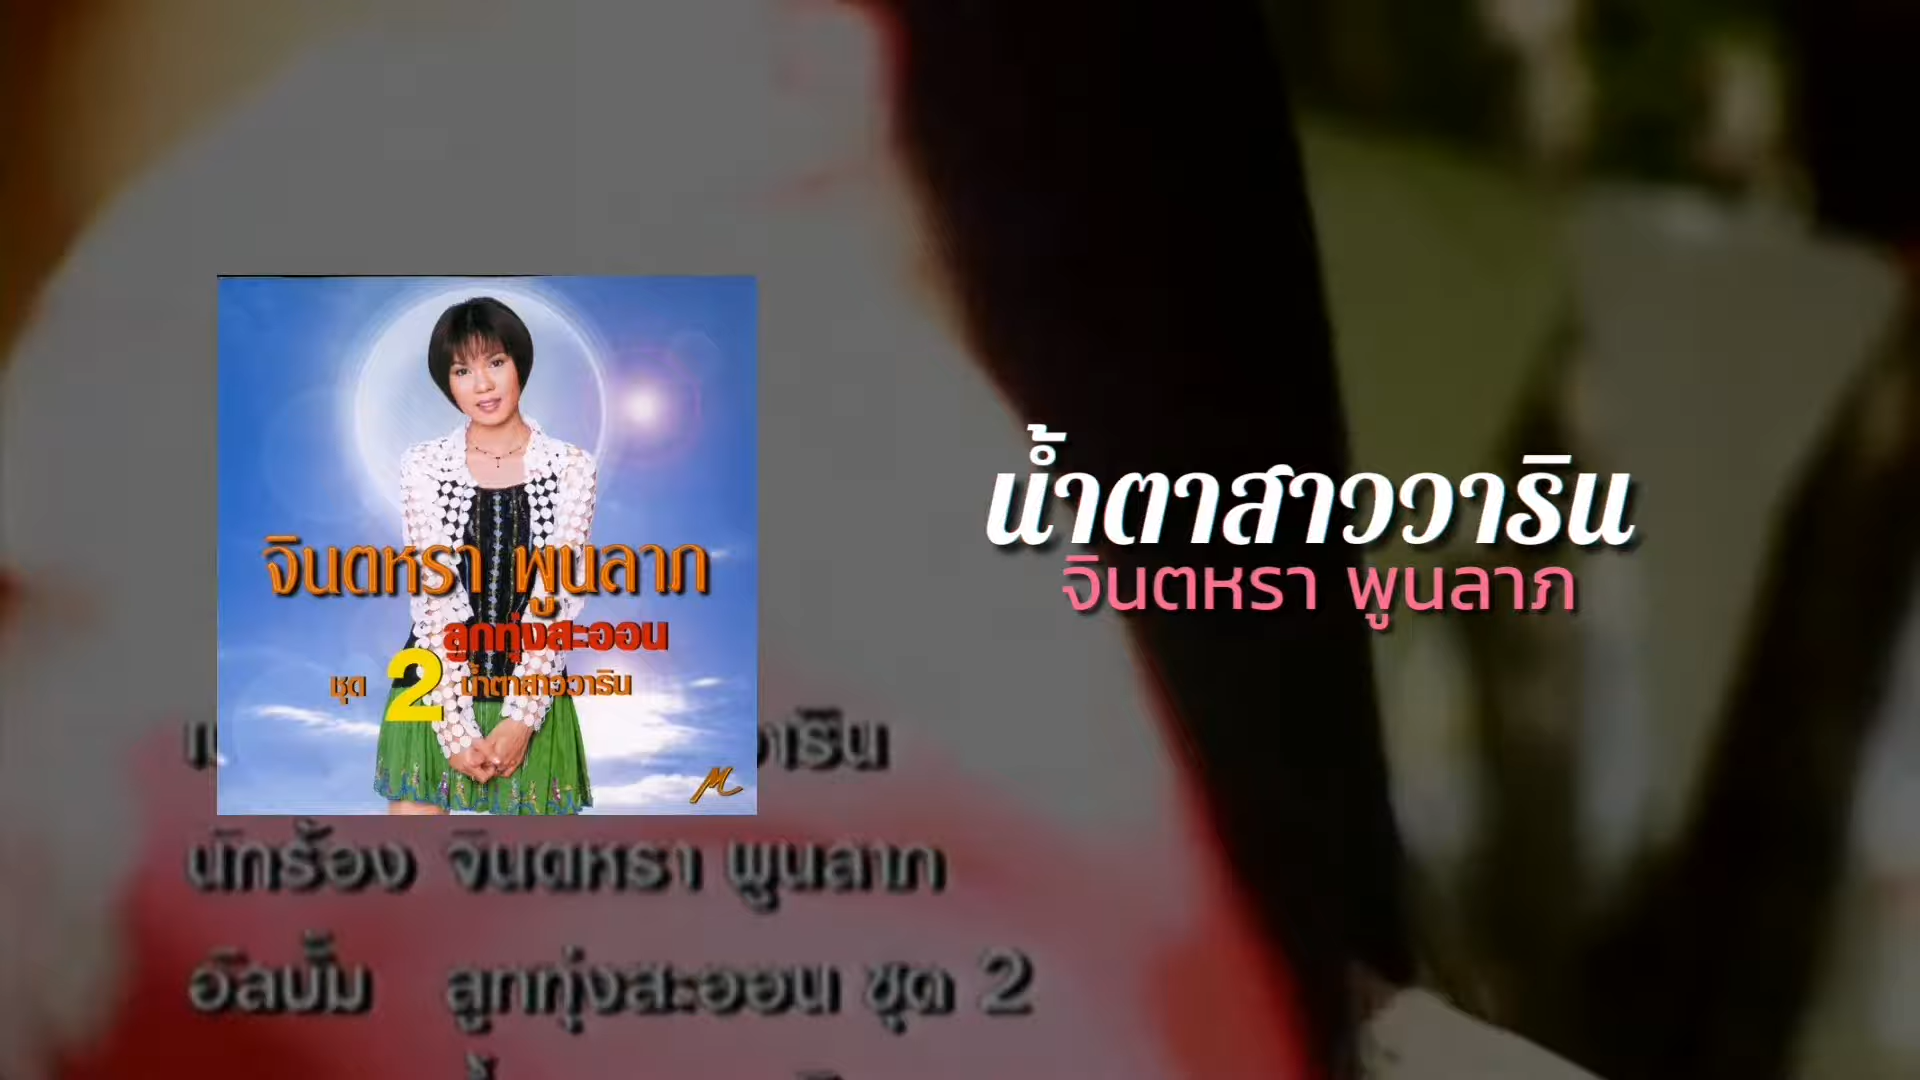 จินตหรา พูนลาภ
ลูกทุ่งสะออน
ชุด 2 น้ำตาสาววาริน
M
น้ำตาสาววาริน
จินตหรา พูนลาภ
นักร้อง จินตหรา พูนลาภ
อัลบั้ม ลูกทุ่งสะออน ชุด 2